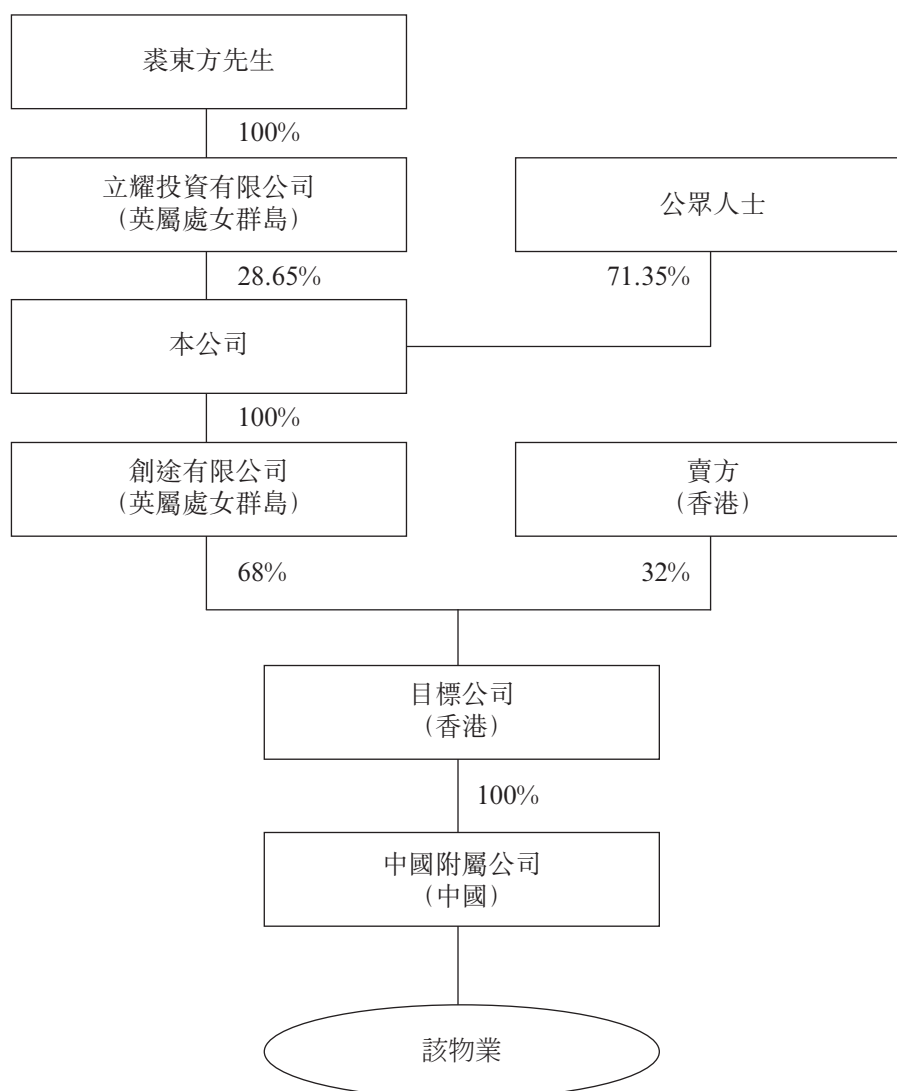 裘東方先生
100%
立耀投資有限公司
（英屬處女群島）
公眾人士
28.65%
71.35%
本公司
100%
創途有限公司
（英屬處女群島）
賣方
（香港）
68%
32%
目標公司
（香港）
100%
中國附屬公司
（中國）
該物業